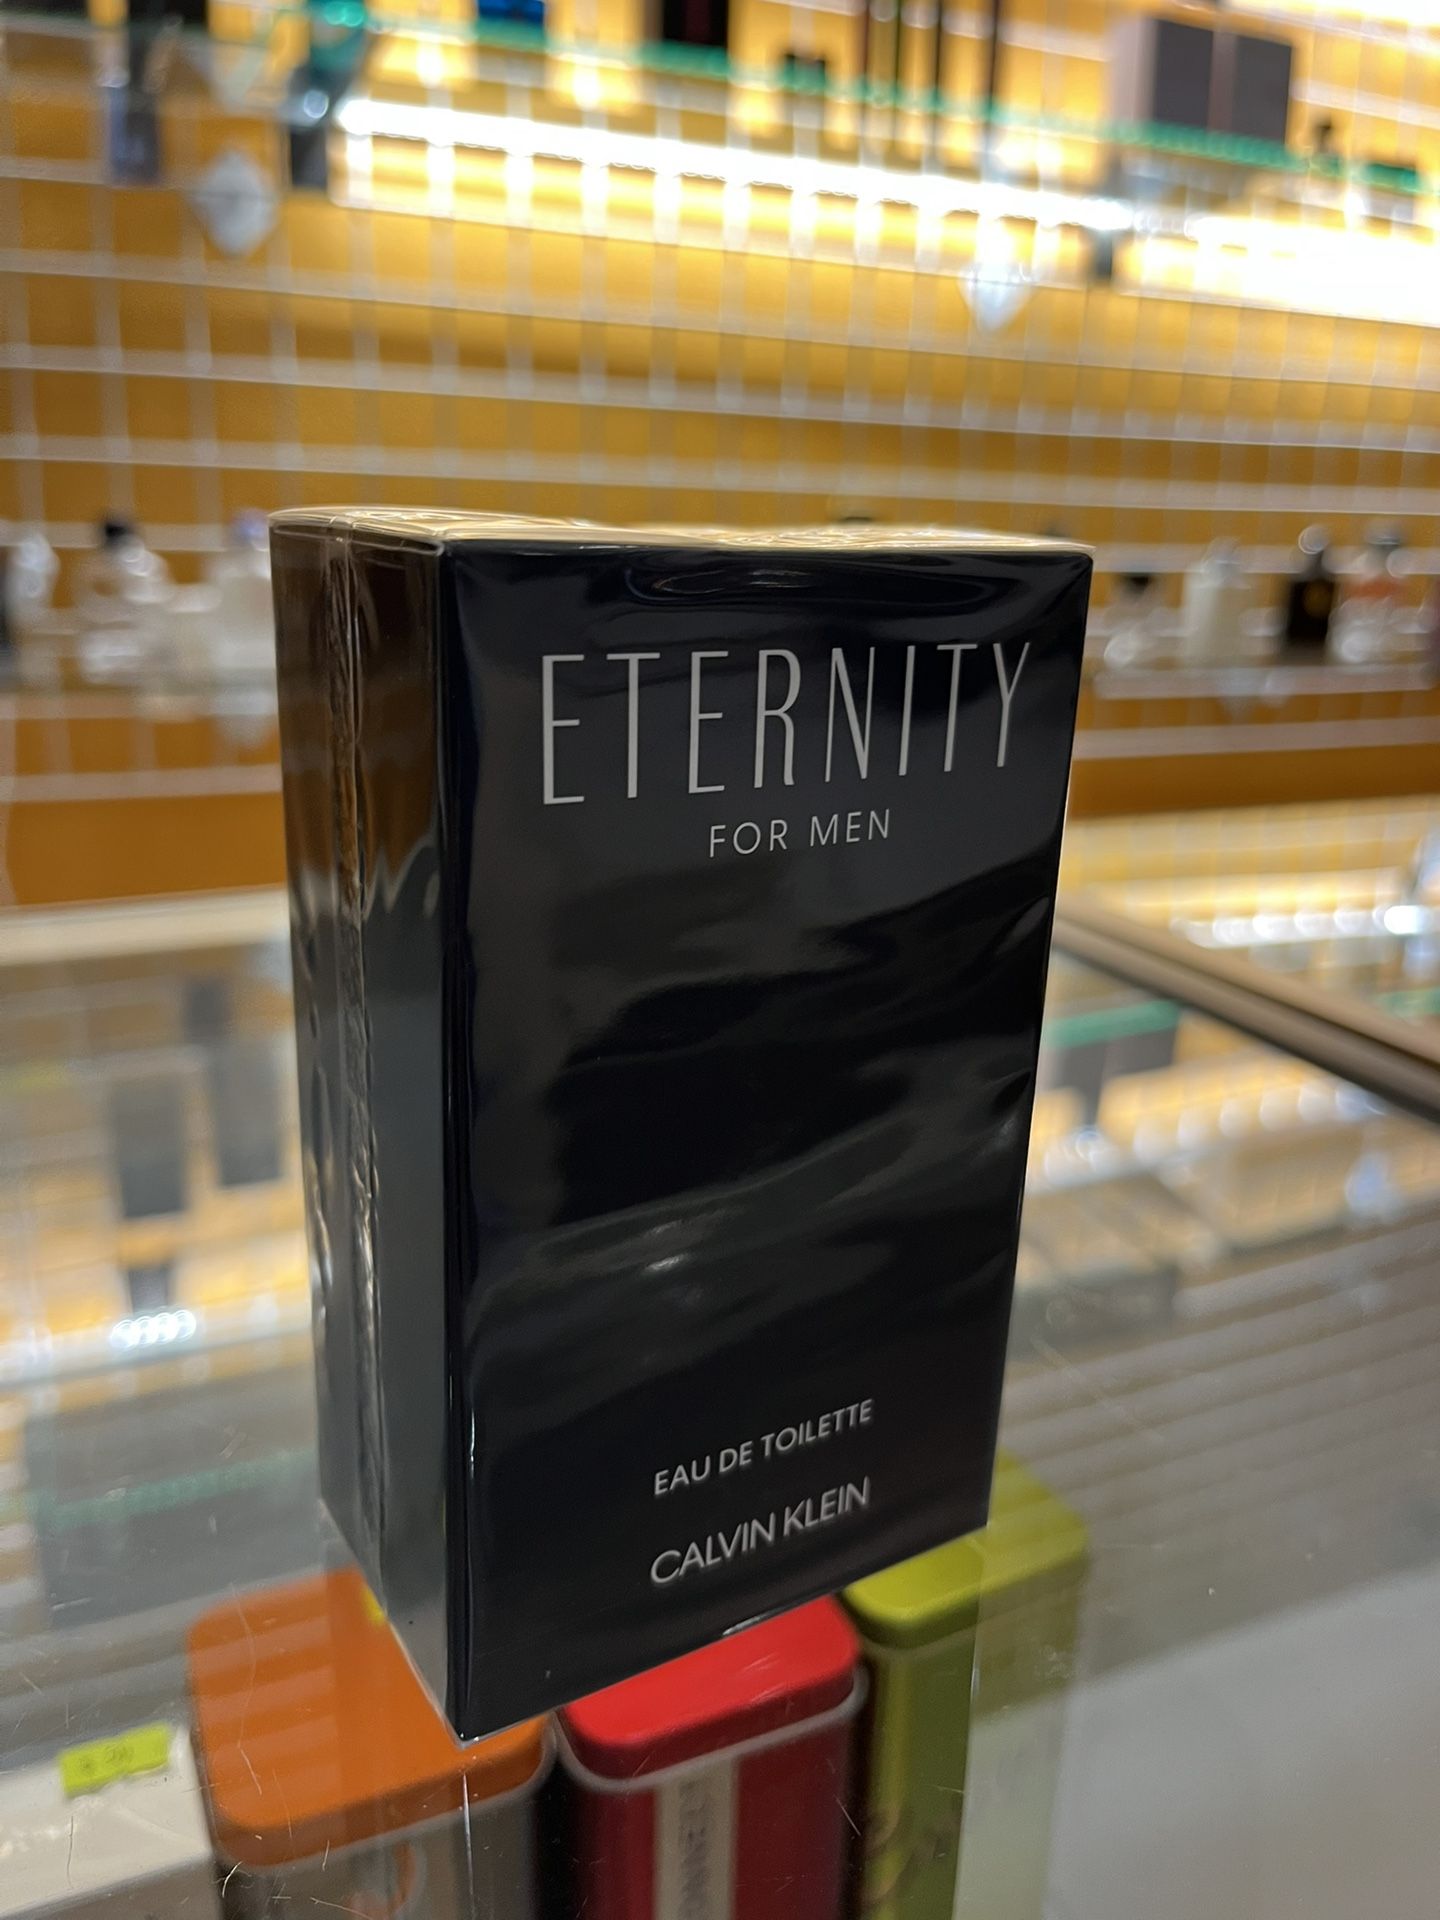 ETERNITY
FOR MEN
EAU DE TOILETTE
CALVIN KLEIN